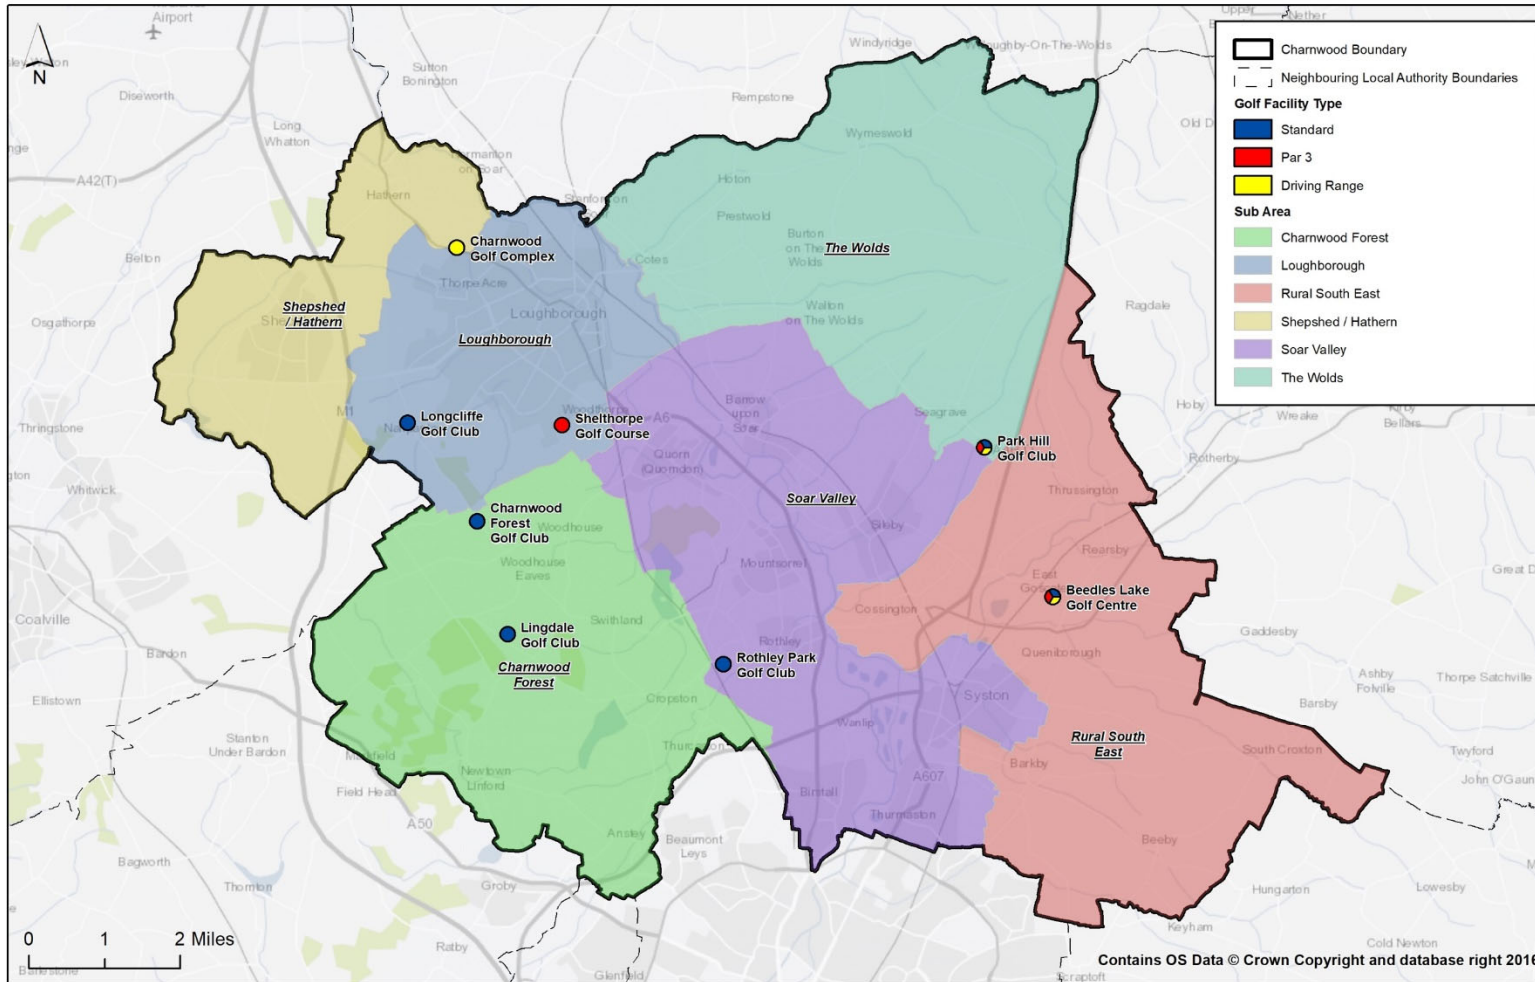 Airport
Windyridge
Nether
Sutton
Bonington
Diseworth
Rempstone
Long
Whatton
Wymeswold
A42(T)
Hathern
Hoton
Prestwold
Burton
on The
Wolds
The Wolds
Charnwood
Golf Complex
Cotes
Belton
Thorpe Acre
Shepshed
/ Hathern
Loughborough
Walton
on The Wolds
Ragdale
Osgathorpe
Loughborough
M1
Longcliffe
Golf Club
Woodthorpe
A6
Shelthorpe
Golf Course
Barrow
upon
Soar
Seagrave
Hoby
Wreake
Thringstone
Park Hill
Golf Club
Rotherby
Quorn
(Quorndon)
Whitwick
Soar Valley
Thrussington
Charnwood
Forest
Golf Club
Woodhouse
Sileby
Woodhouse
Eaves
Mountsorrel
Rearsby
East
Beedles Lake
Golf Centre
Coalville
Swithland
Cossington
Lingdale
Golf Club
Rothley
Gaddesby
Bardon
Charnwood
Forest
Rothley Park
Golf Club
Queniborough
Ashby
Folville
Thorpe Satchville
Ellistown
Cropston
Syston
Barsby
Wanlip
Stanton
Under Bardon
Rural South
East
South Croxton
Twyford
Barkby
Newtown
Linford
A607
Field Head
Birstall
A50
Thurmaston
Anstey
Beaumont
Leys
Beeby
Bagworth
Thornton
Groby
Hungarton
Lowesby
Keyham
Ratby
Cold Newton
Glenfield
Scraptoft
N
0 1 2 Miles
Charnwood Boundary
Neighbouring Local Authority Boundaries
Golf Facility Type
Standard
Par 3
Driving Range
Sub Area
Charnwood Forest
Loughborough
Rural South East
Shepshed / Hathern
Soar Valley
The Wolds
Contains OS Data © Crown Copyright and database right 2016